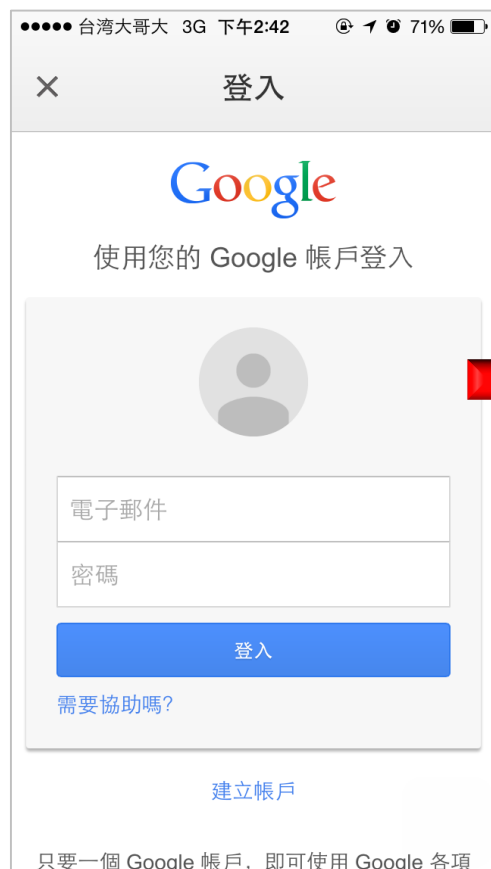 台湾大哥大 3G 下午2:42 71%
登入
Google
使用您的 Google 帳戶登入
電子郵件
密碼
登入
需要協助嗎?
建立帳戶
只要一個 Google 帳戶，即可使用 Google 各項